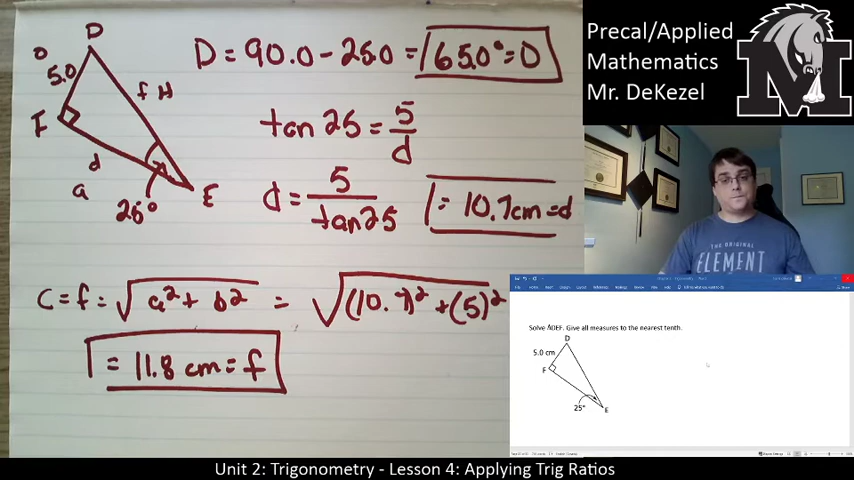 Precal/Applied
Mathematics
Mr. DeKezel
D
O
5.0
f H
F
d
a
25°
E
D = 90.0 - 25.0 = 65.0° = D
tan 25 = 5/d
d = 5/tan25 = 10.7cm = d
c = f = √a² + b² = √(10.7)² + (5)²
= 11.8 cm = f
THE ORIGINAL
ELEMENT
Solve ΔDEF. Give all measures to the nearest tenth.
D
5.0 cm
F
25°
E
Unit 2: Trigonometry - Lesson 4: Applying Trig Ratios